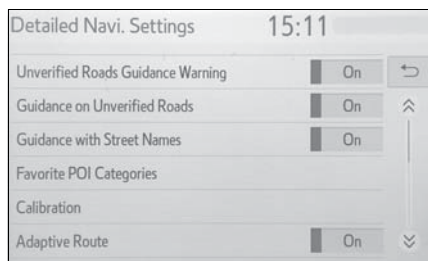 Detailed Navi. Settings 15:11
Unverified Roads Guidance Warning On
Guidance on Unverified Roads On
Guidance with Street Names On
Favorite POI Categories
Calibration
Adaptive Route On